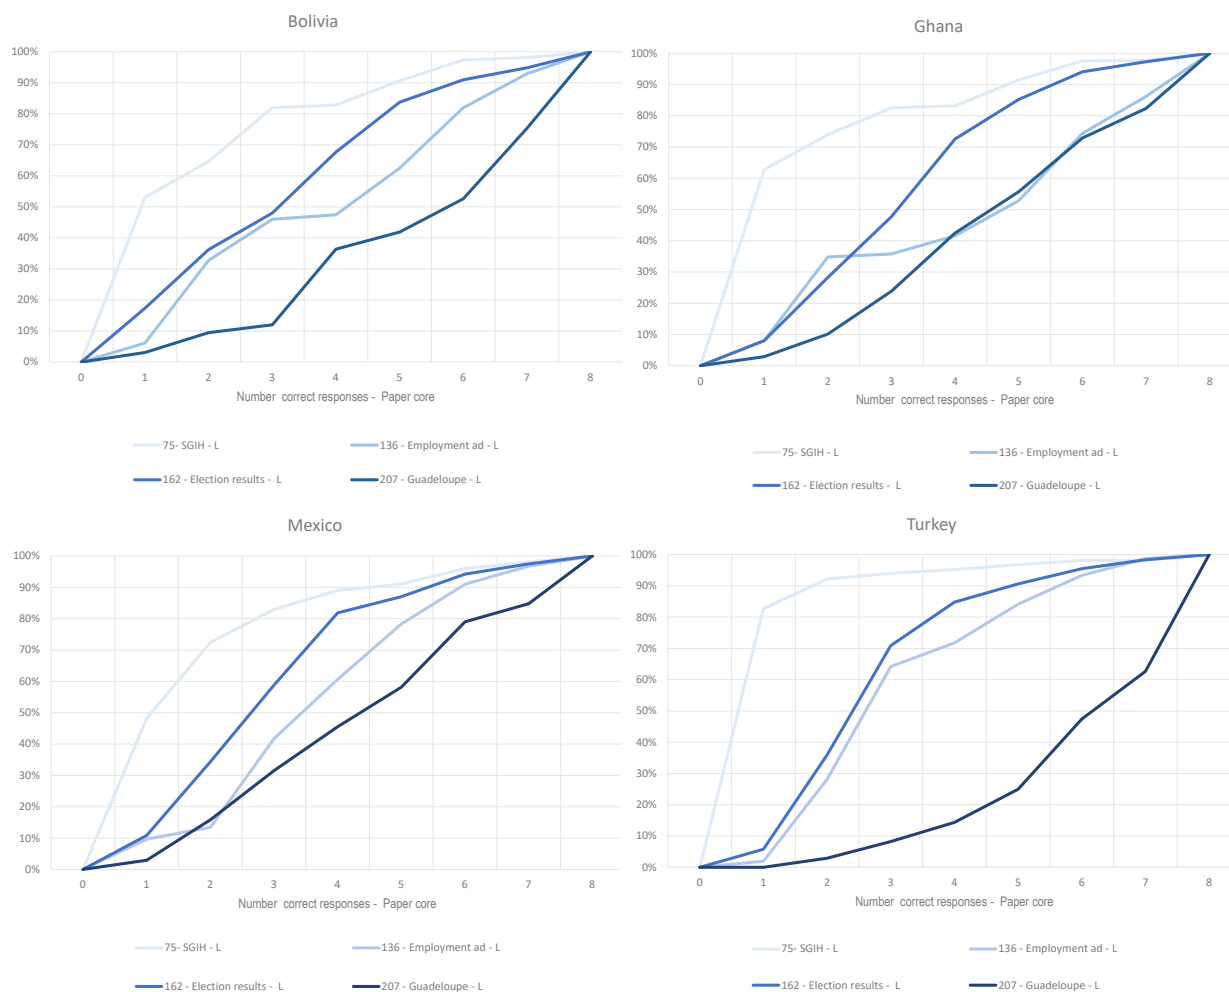 Bolivia
100%
90%
80%
70%
60%
50%
40%
30%
20%
10%
0%
0 1 2 3 4 5 6 7 8
Number correct responses - Paper core
75- SGIH - L 136 - Employment ad - L
162 - Election results - L 207 - Guadeloupe - L
Ghana
100%
90%
80%
70%
60%
50%
40%
30%
20%
10%
0%
0 1 2 3 4 5 6 7 8
Number correct responses - Paper core
75- SGIH - L 136 - Employment ad - L
162 - Election results - L 207 - Guadeloupe - L
Mexico
100%
90%
80%
70%
60%
50%
40%
30%
20%
10%
0%
0 1 2 3 4 5 6 7 8
Number correct responses - Paper core
75- SGIH - L 136 - Employment ad - L
162 - Election results - L 207 - Guadeloupe - L
Turkey
100%
90%
80%
70%
60%
50%
40%
30%
20%
10%
0%
0 1 2 3 4 5 6 7 8
Number correct responses - Paper core
75- SGIH - L 136 - Employment ad - L
162 - Election results - L 207 - Guadeloupe - L